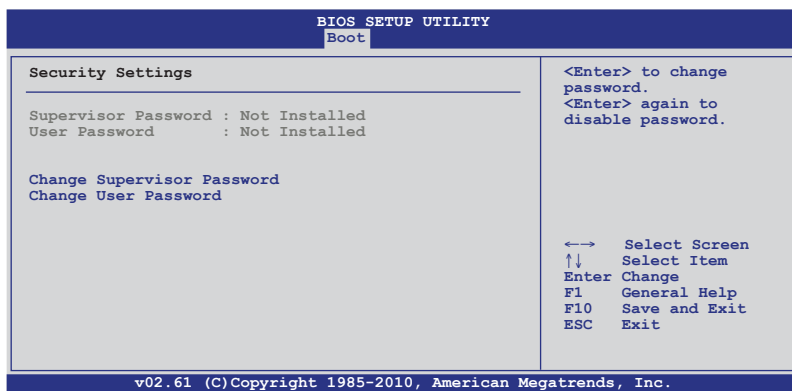 BIOS SETUP UTILITY
Boot
Security Settings
Supervisor Password : Not Installed
User Password : Not Installed
Change Supervisor Password
Change User Password
<Enter> to change
password.
<Enter> again to
disable password.
←→ Select Screen
↑↓ Select Item
Enter Change
F1 General Help
F10 Save and Exit
ESC Exit
v02.61 (C)Copyright 1985-2010, American Megatrends, Inc.